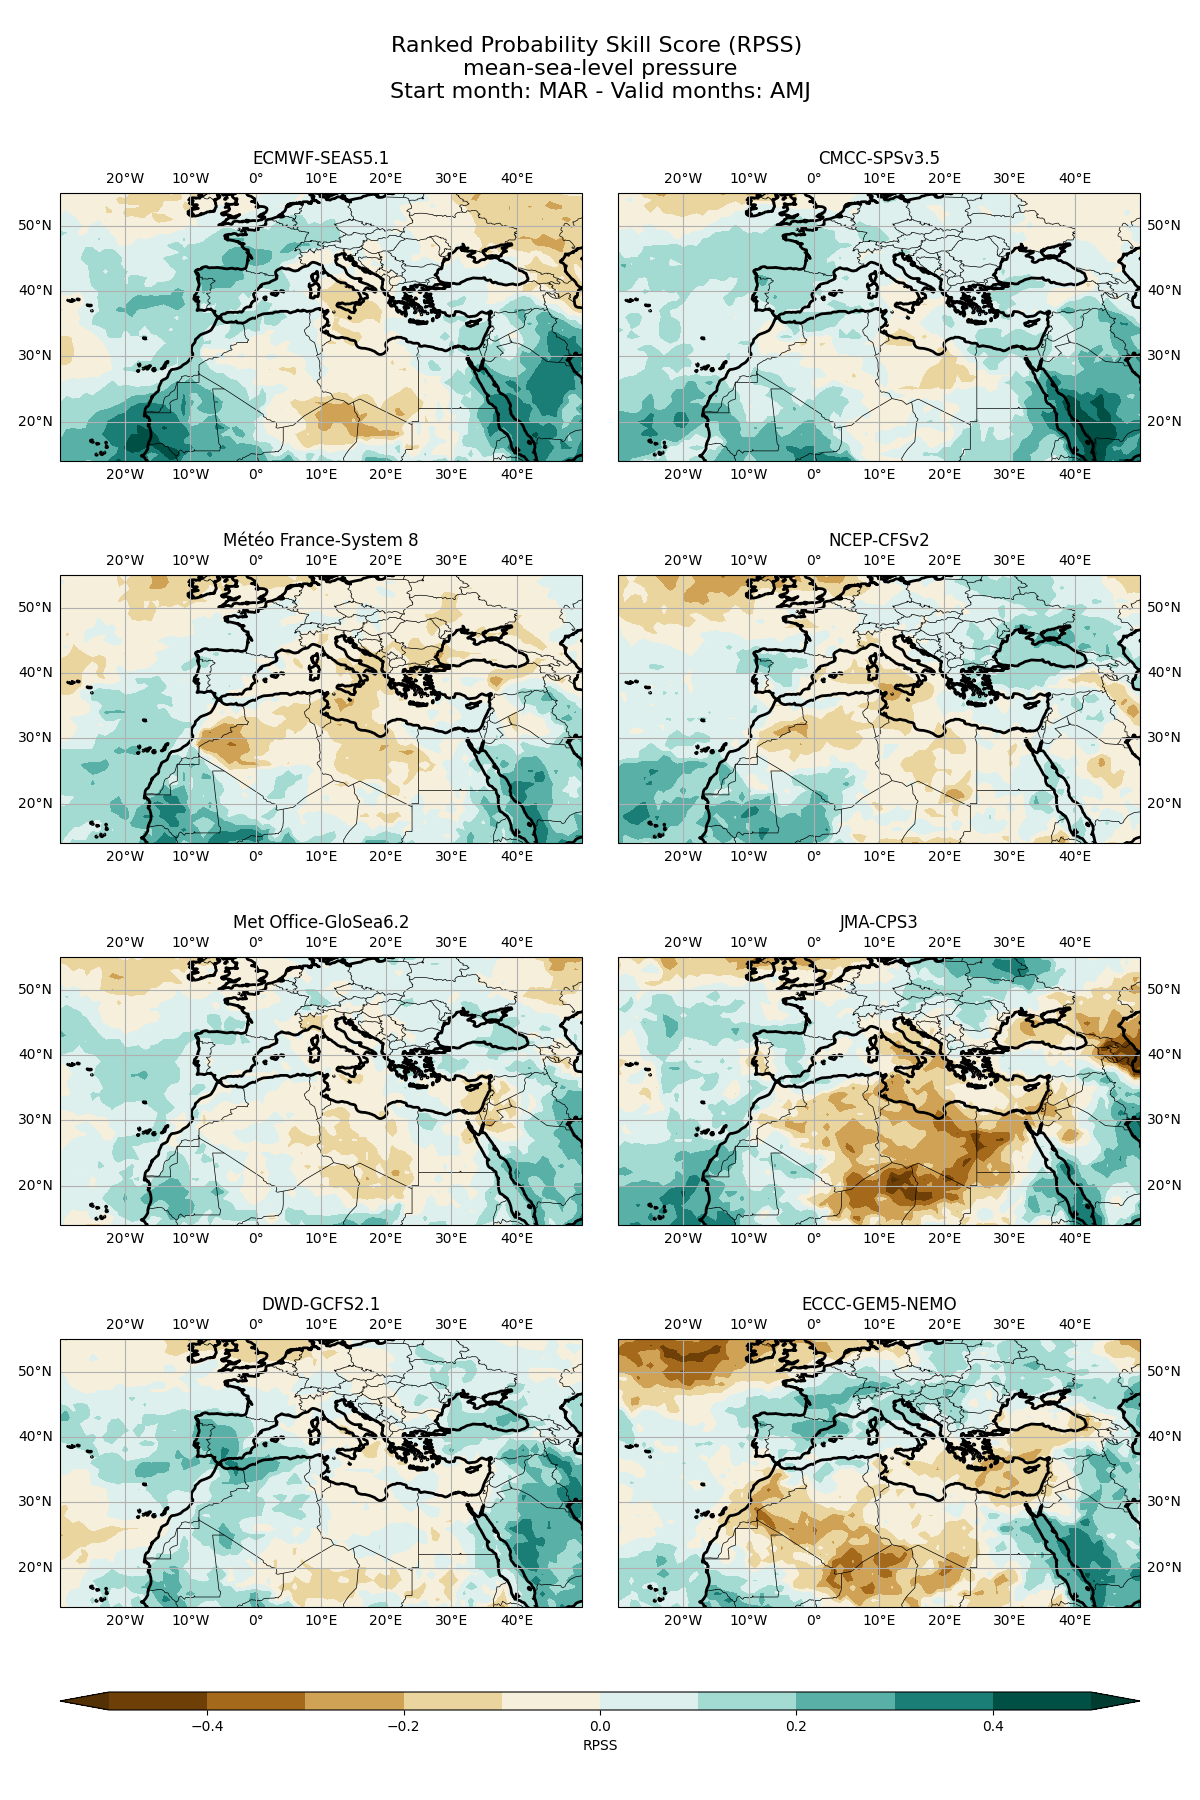 Ranked Probability Skill Score (RPSS)
mean-sea-level pressure
Start month: MAR - Valid months: AMJ
ECMWF-SEAS5.1
20°W 10°W 0° 10°E 20°E 30°E 40°E
50°N
40°N
30°N
20°N
20°W 10°W 0° 10°E 20°E 30°E 40°E
CMCC-SPSv3.5
20°W 10°W 0° 10°E 20°E 30°E 40°E
50°N
40°N
30°N
20°N
20°W 10°W 0° 10°E 20°E 30°E 40°E
Météo France-System 8
20°W 10°W 0° 10°E 20°E 30°E 40°E
50°N
40°N
30°N
20°N
20°W 10°W 0° 10°E 20°E 30°E 40°E
NCEP-CFSv2
20°W 10°W 0° 10°E 20°E 30°E 40°E
50°N
40°N
30°N
20°N
20°W 10°W 0° 10°E 20°E 30°E 40°E
Met Office-GloSea6.2
20°W 10°W 0° 10°E 20°E 30°E 40°E
50°N
40°N
30°N
20°N
20°W 10°W 0° 10°E 20°E 30°E 40°E
JMA-CPS3
20°W 10°W 0° 10°E 20°E 30°E 40°E
50°N
40°N
30°N
20°N
20°W 10°W 0° 10°E 20°E 30°E 40°E
DWD-GCFS2.1
20°W 10°W 0° 10°E 20°E 30°E 40°E
50°N
40°N
30°N
20°N
20°W 10°W 0° 10°E 20°E 30°E 40°E
ECCC-GEM5-NEMO
20°W 10°W 0° 10°E 20°E 30°E 40°E
50°N
40°N
30°N
20°N
20°W 10°W 0° 10°E 20°E 30°E 40°E
−0.4 −0.2 0.0 0.2 0.4
RPSS